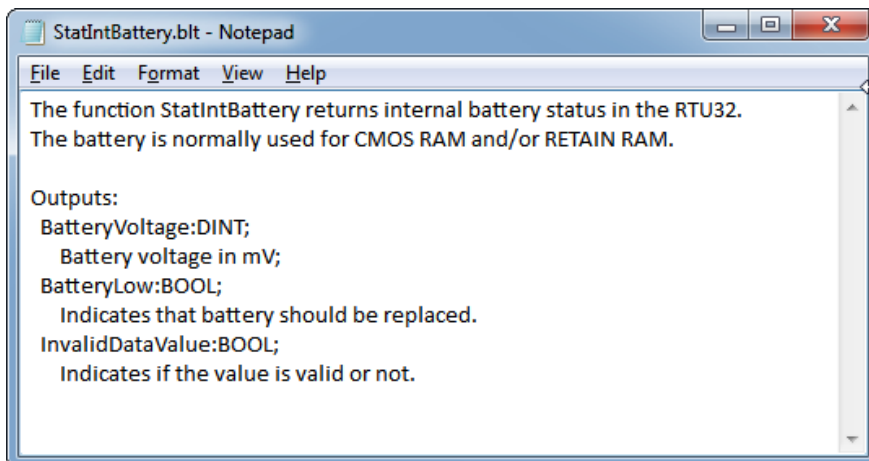 StatIntBattery.blt - Notepad
File Edit Format View Help
The function StatIntBattery returns internal battery status in the RTU32.
The battery is normally used for CMOS RAM and/or RETAIN RAM.
Outputs:
BatteryVoltage:DINT;
Battery voltage in mV;
BatteryLow:BOOL;
Indicates that battery should be replaced.
InvalidDataValue:BOOL;
Indicates if the value is valid or not.